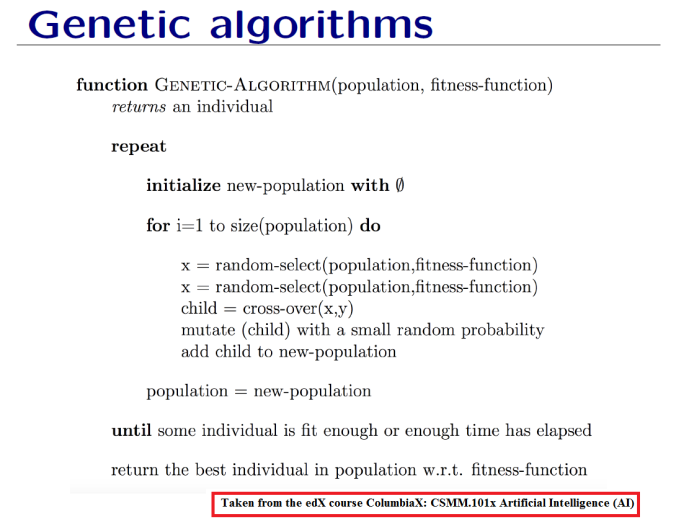 Genetic algorithms
function GENETIC-ALGORITHM(population, fitness-function)
returns an individual
repeat
initialize new-population with ∅
for i=1 to size(population) do
x = random-select(population,fitness-function)
x = random-select(population,fitness-function)
child = cross-over(x,y)
mutate (child) with a small random probability
add child to new-population
population = new-population
until some individual is fit enough or enough time has elapsed
return the best individual in population w.r.t. fitness-function
Taken from the edX course ColumbiaX: CSMM.101x Artificial Intelligence (AI)